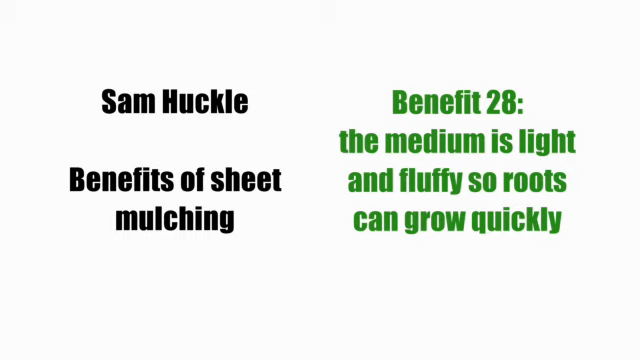 Sam Huckle
Benefits of sheet
mulching
Benefit 28:
the medium is light
and fluffy so roots
can grow quickly